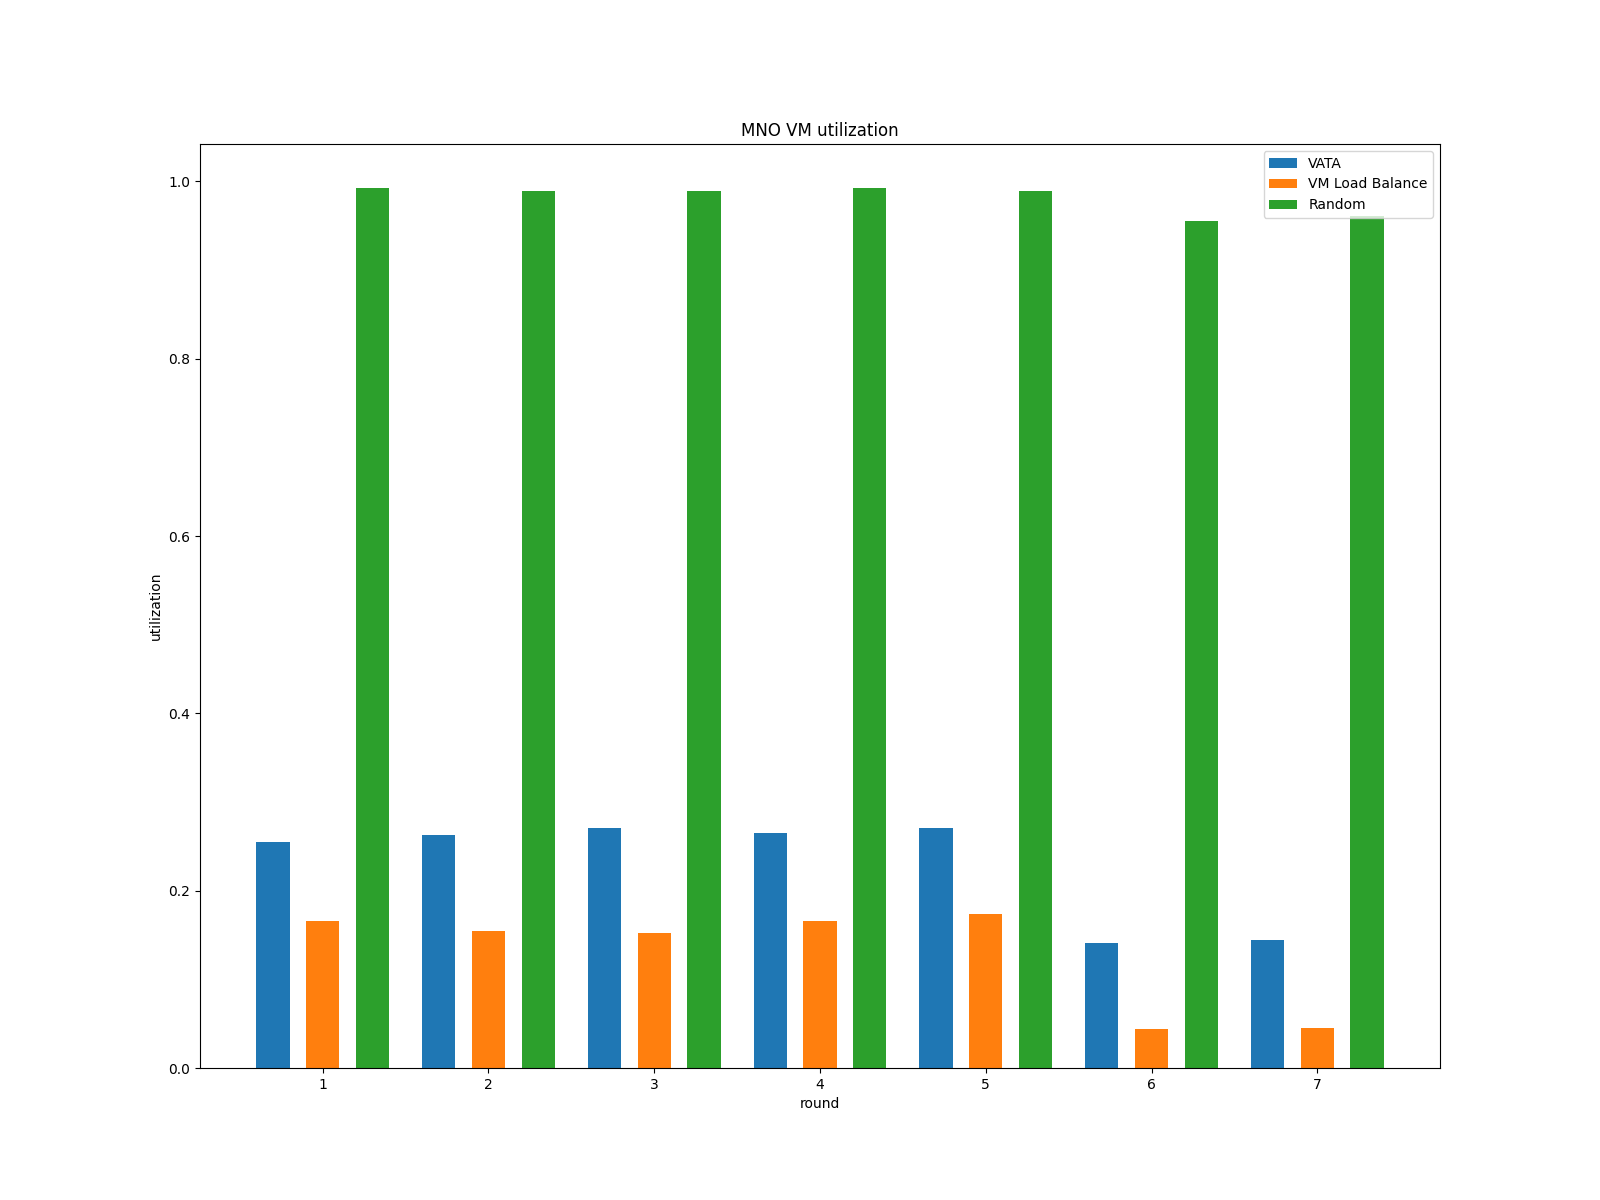 MNO VM utilization
VATA
VM Load Balance
Random
1.0
0.8
0.6
0.4
0.2
0.0
utilization
1 2 3 4 5 6 7
round